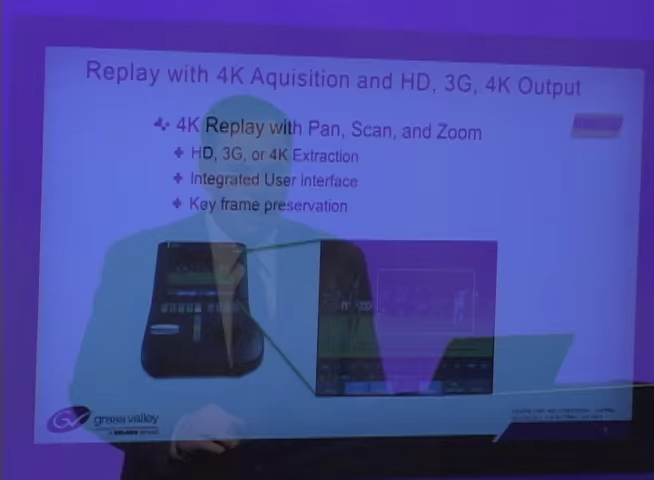 Replay with 4K Aquisition and HD, 3G, 4K Output
4K Replay with Pan, Scan, and Zoom
HD, 3G, or 4K Extraction
Integrated User interface
Key frame preservation
grass valley